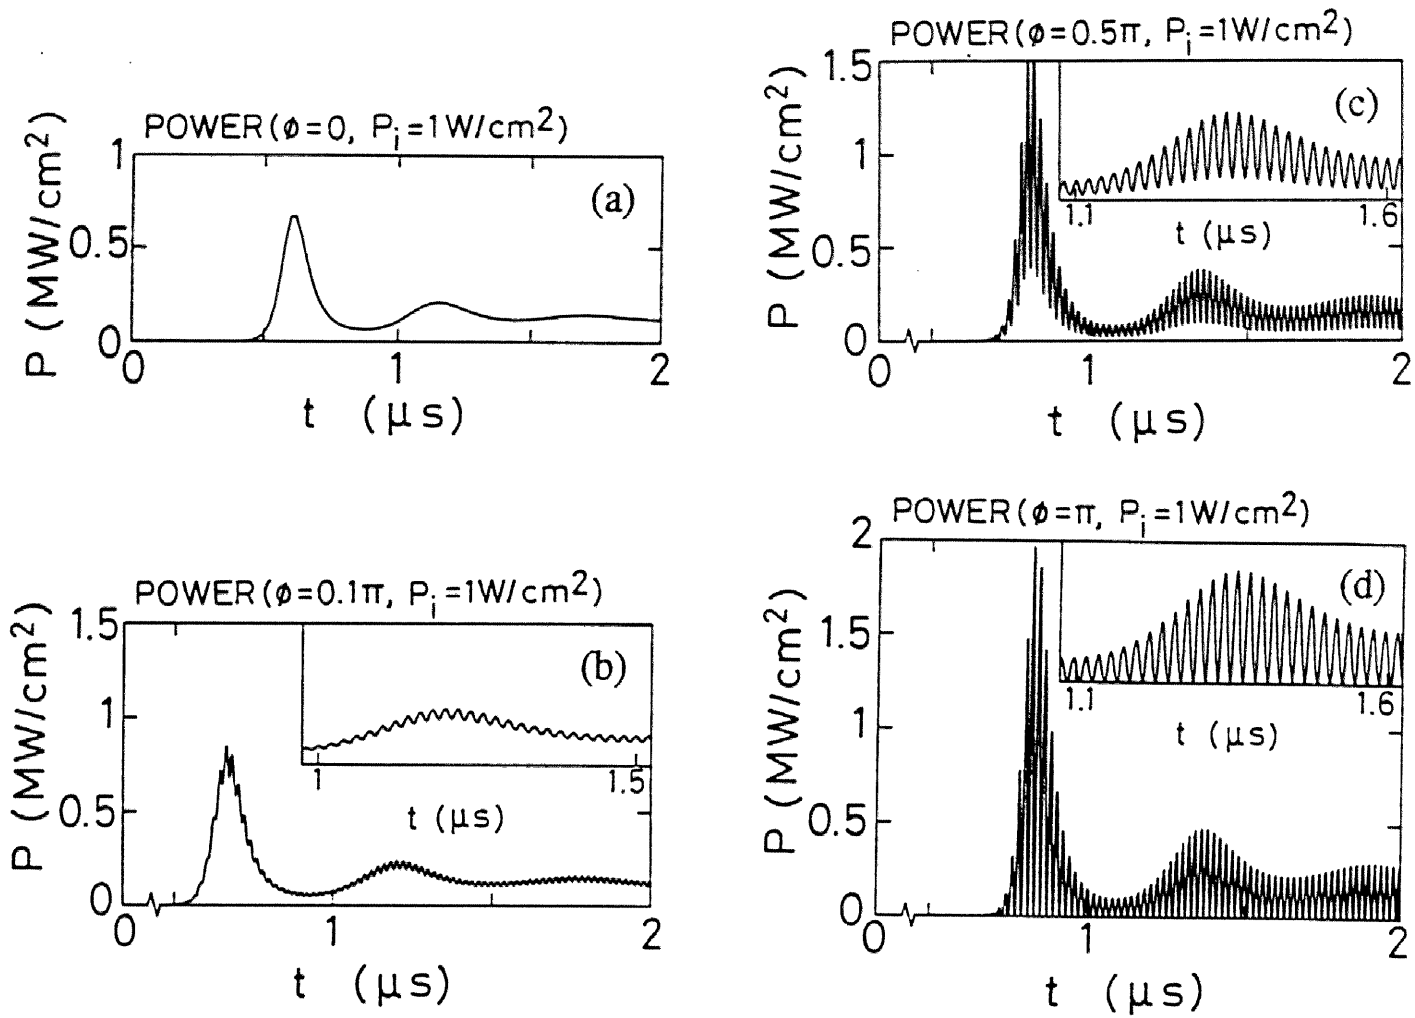 POWER(ø=0, Pi=1W/cm2)
P (MW/cm2)
1
0.5
0
(a)
0
1
2
t (μs)
POWER(ø=0.1π, Pi=1W/cm2)
P (MW/cm2)
1.5
1
0.5
0
(b)
1
1.5
t (μs)
0
1
2
t (μs)
POWER(ø=0.5π, Pi=1W/cm2)
P (MW/cm2)
1.5
1
0.5
0
(c)
1.1
1.6
t (μs)
0
1
2
t (μs)
POWER(ø=π, Pi=1W/cm2)
P (MW/cm2)
2
1.5
1
0.5
0
(d)
1.1
1.6
t (μs)
0
1
2
t (μs)